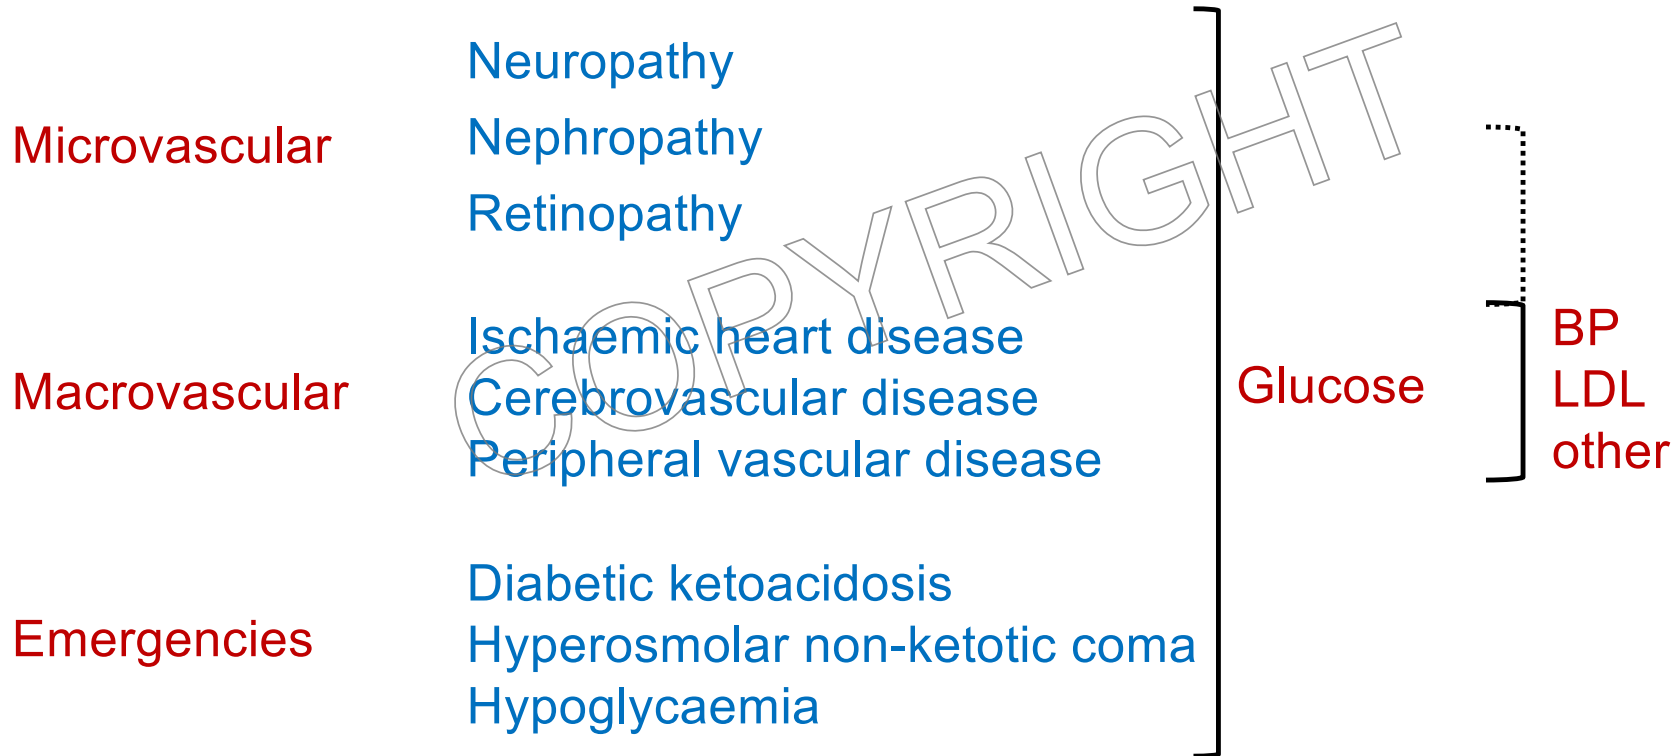 Microvascular
Neuropathy
Nephropathy
Retinopathy
Macrovascular
Ischaemic heart disease
Cerebrovascular disease
Peripheral vascular disease
Emergencies
Diabetic ketoacidosis
Hyperosmolar non-ketotic coma
Hypoglycaemia
Glucose
BP
LDL
other
COPYRIGHT